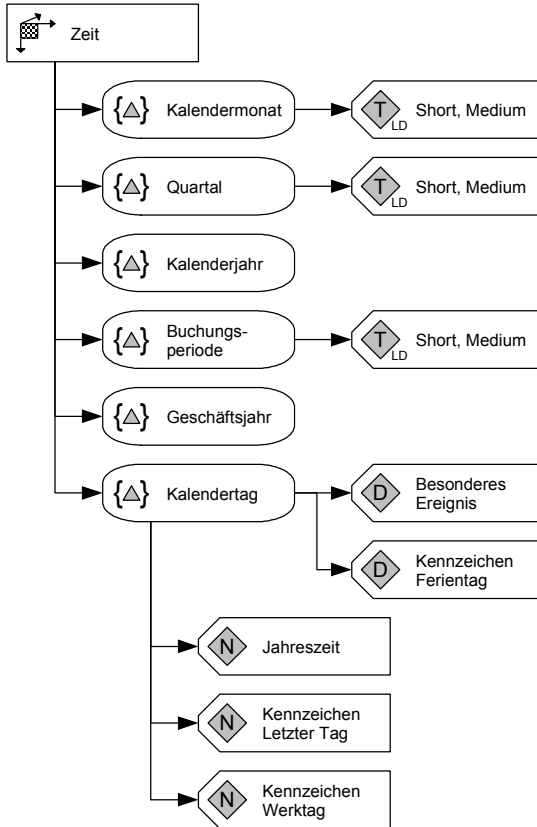 Zeit
{ } Kalendermonat
T LD Short, Medium
{ } Quartal
T LD Short, Medium
{ } Kalenderjahr
{ } Buchungs-
periode
T LD Short, Medium
{ } Geschäftsjahr
{ } Kalendertag
D Besonderes
Ereignis
D Kennzeichen
Ferientag
N Jahreszeit
N Kennzeichen
Letzter Tag
N Kennzeichen
Werktag